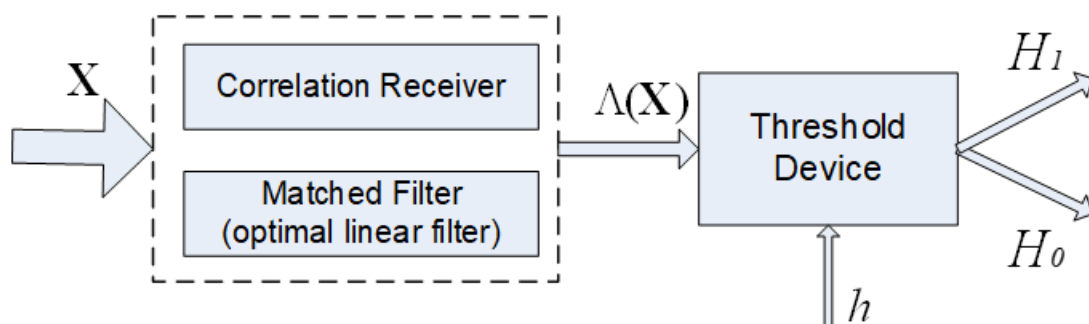 X
Correlation Receiver
Matched Filter
(optimal linear filter)
Λ(X)
Threshold
Device
H1
H0
h